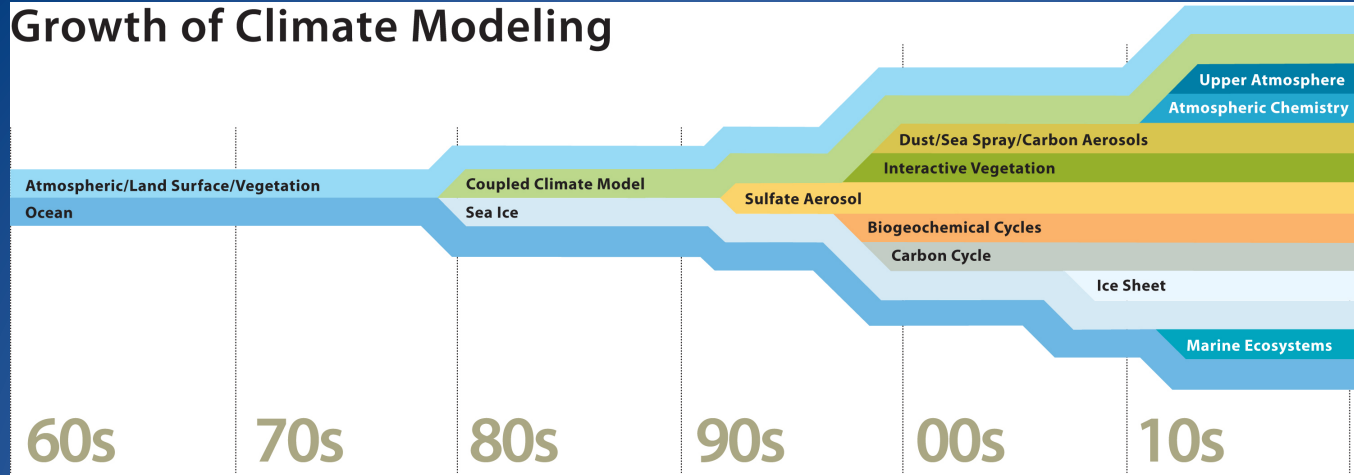 Growth of Climate Modeling
Upper Atmosphere
Atmospheric Chemistry
Dust/Sea Spray/Carbon Aerosols
Interactive Vegetation
Atmospheric/Land Surface/Vegetation
Coupled Climate Model
Sulfate Aerosol
Ocean
Sea Ice
Biogeochemical Cycles
Carbon Cycle
Ice Sheet
Marine Ecosystems
60s
70s
80s
90s
00s
10s